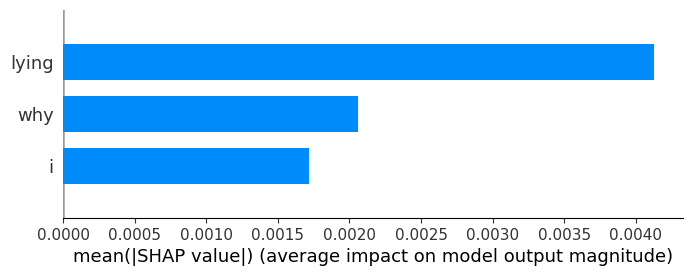 lying
why
i
0.0000 0.0005 0.0010 0.0015 0.0020 0.0025 0.0030 0.0035 0.0040
mean(|SHAP value|) (average impact on model output magnitude)